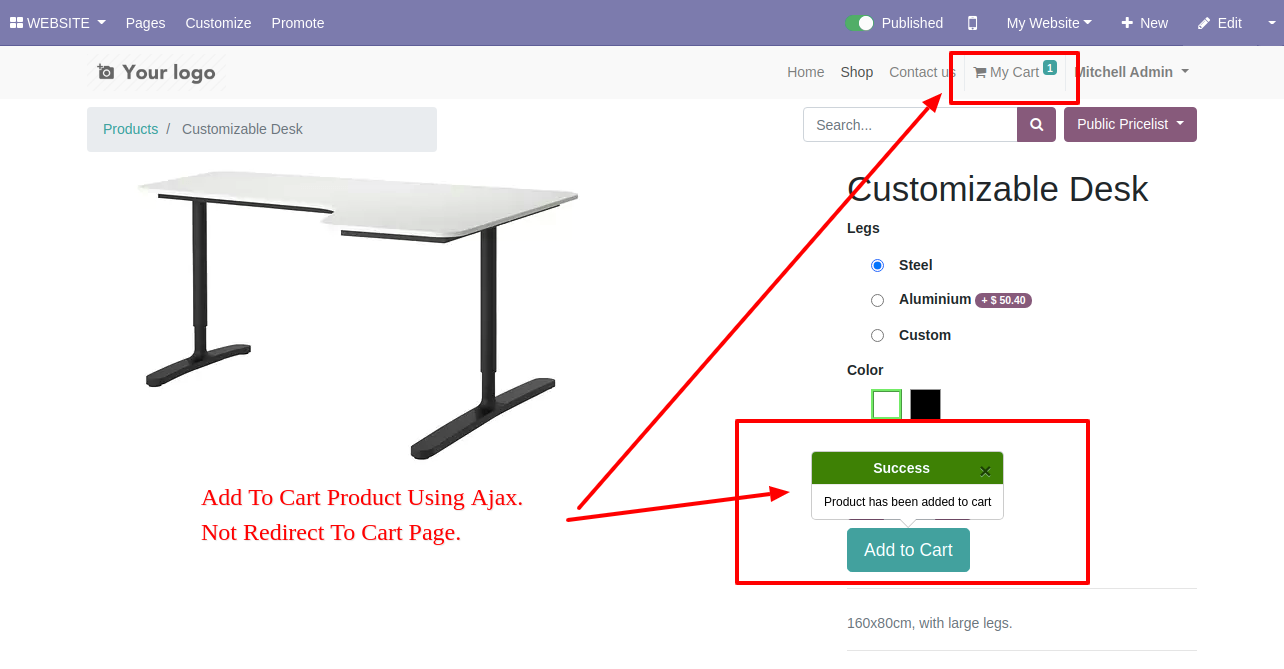 WEBSITE Pages Customize Promote Published My Website New Edit
Your logo Home Shop Contact us My Cart 1 Mitchell Admin
Products / Customizable Desk Search... Public Pricelist
Customizable Desk
Legs
Steel
Aluminium + $ 50.40
Custom
Color
Success ×
Product has been added to cart
Add To Cart Product Using Ajax.
Not Redirect To Cart Page.
Add to Cart
160x80cm, with large legs.